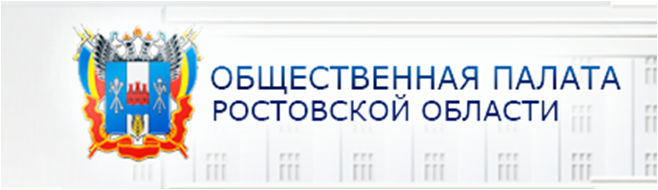 ОБЩЕСТВЕННАЯ ПАЛАТА
РОСТОВСКОЙ ОБЛАСТИ